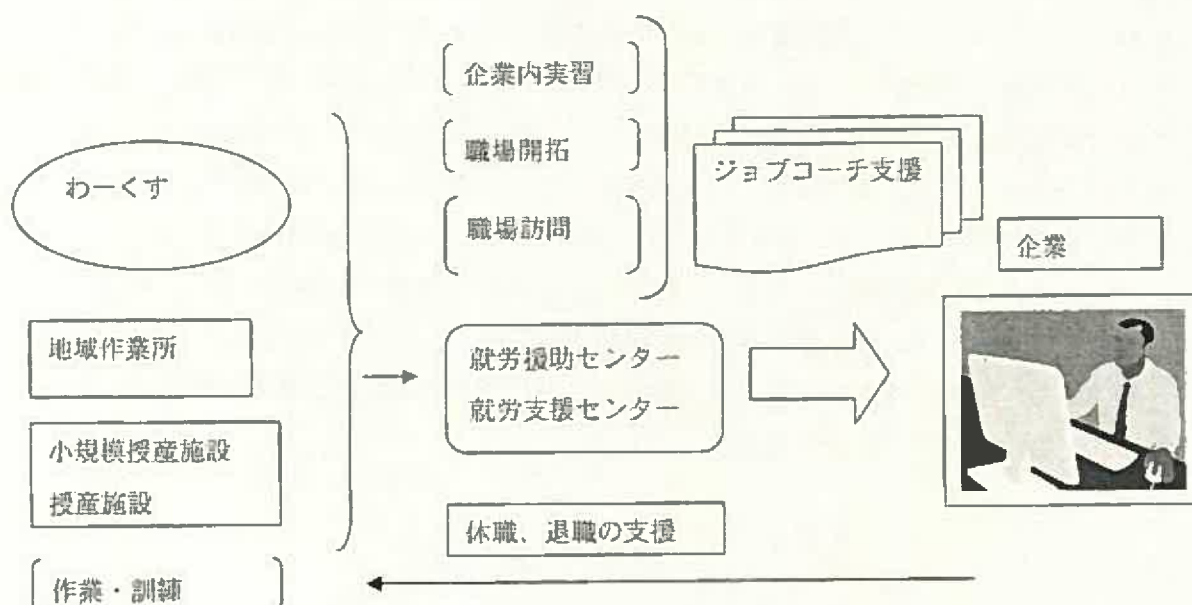 わーくす
地域作業所
小規模授産施設
授産施設
作業・訓練
企業内実習
職場開拓
職場訪問
就労援助センター
就労支援センター
休職、退職の支援
ジョブコーチ支援
企業